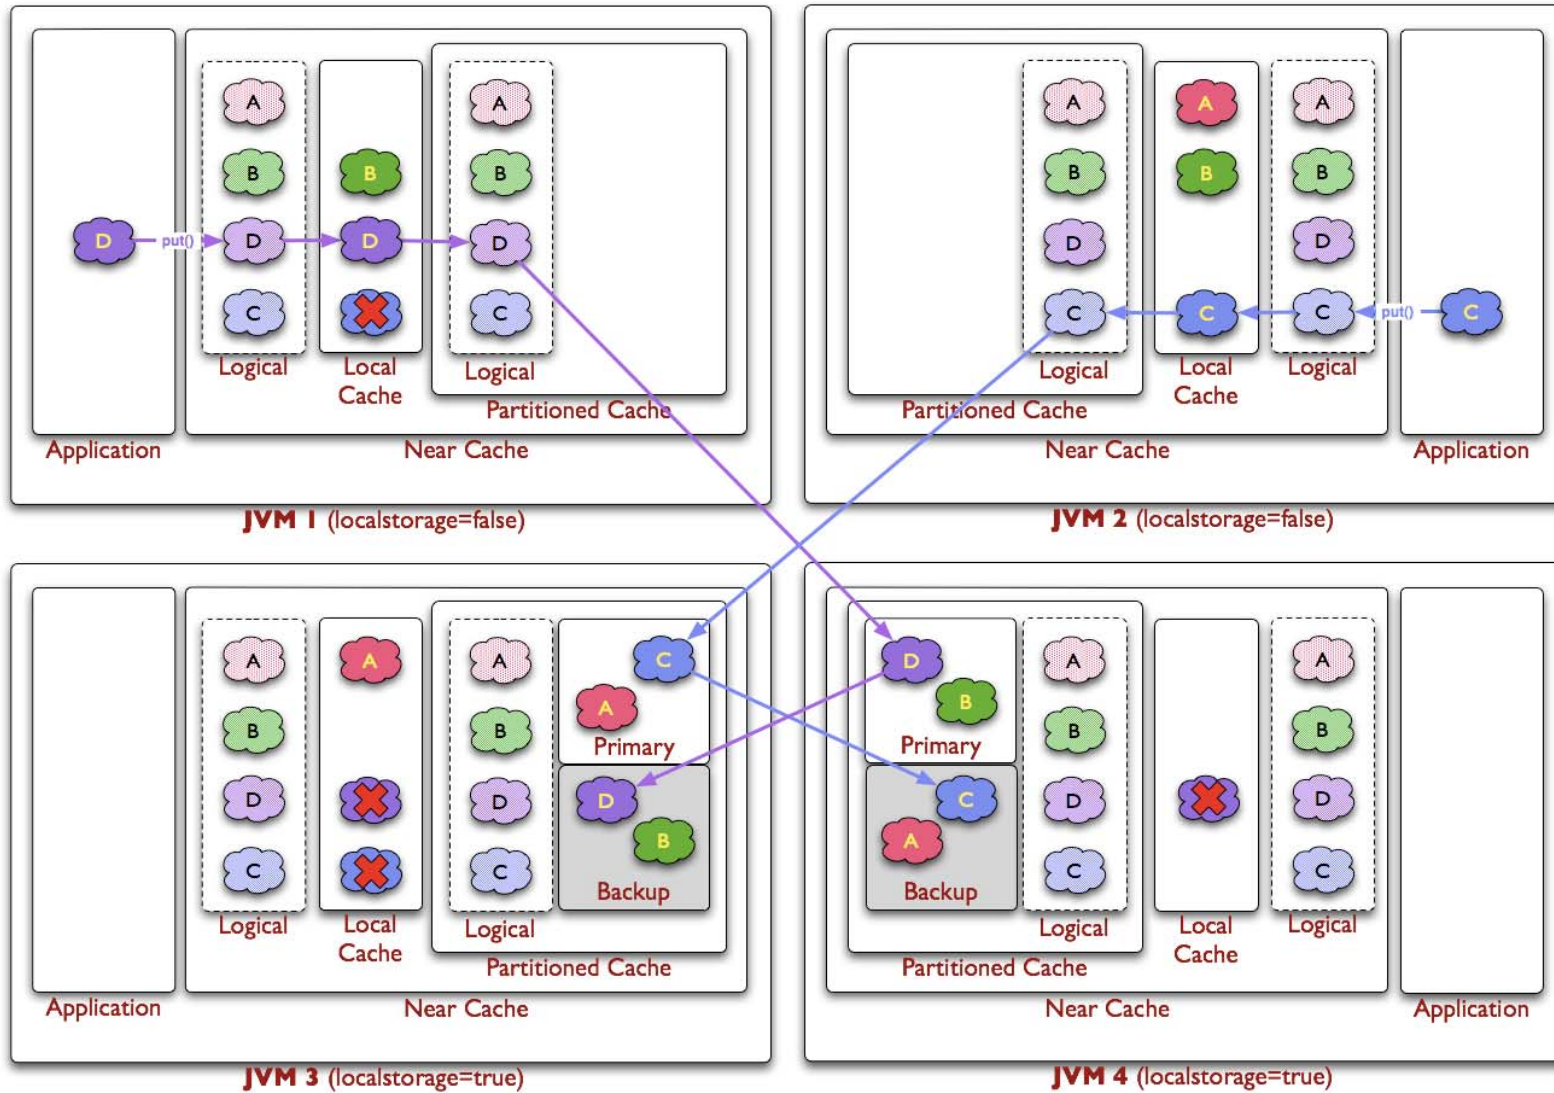 A
B
D
put()
D
D
D
C
A
B
B
C
Logical
Local
Cache
Logical
Partitioned Cache
Application
Near Cache
JVM 1 (localstorage=false)
A
A
A
B
B
B
D
D
C
C
C
put()
C
Logical
Local
Cache
Logical
Partitioned Cache
Near Cache
Application
JVM 2 (localstorage=false)
A
A
A
C
A
B
B
Primary
D
D
D
B
C
C
Backup
Logical
Local
Cache
Logical
Partitioned Cache
Application
Near Cache
JVM 3 (localstorage=true)
D
A
A
B
B
B
Primary
C
D
D
A
C
C
Backup
Logical
Local
Cache
Logical
Partitioned Cache
Near Cache
Application
JVM 4 (localstorage=true)